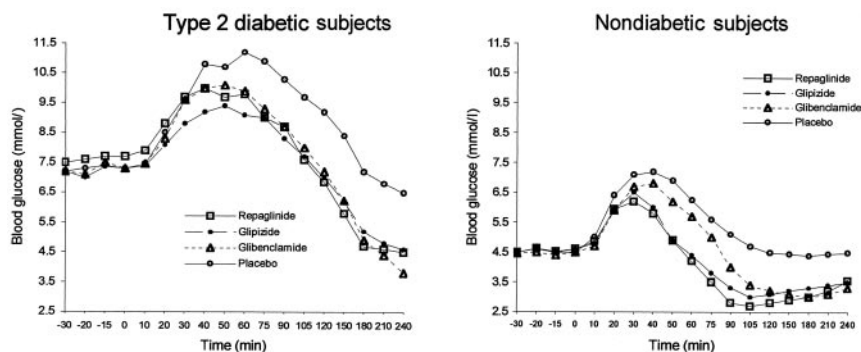 Type 2 diabetic subjects
11.5
10.5
9.5
8.5
7.5
6.5
5.5
4.5
3.5
2.5
Blood glucose (mmol/)
Repaglinide
Glipizide
Glibenclamide
Placebo
-30 -20 -15 0 10 20 30 40 50 60 75 90 105 120 150 180 210 240
Time (min)
Nondiabetic subjects
11.5
10.5
9.5
8.5
7.5
6.5
5.5
4.5
3.5
2.5
Blood glucose (mmol/l)
Repaglinide
Glipizide
Glibenclamide
Placebo
-30 -20 -15 0 10 20 30 40 50 60 75 90 105 120 150 180 210 240
Time (min)